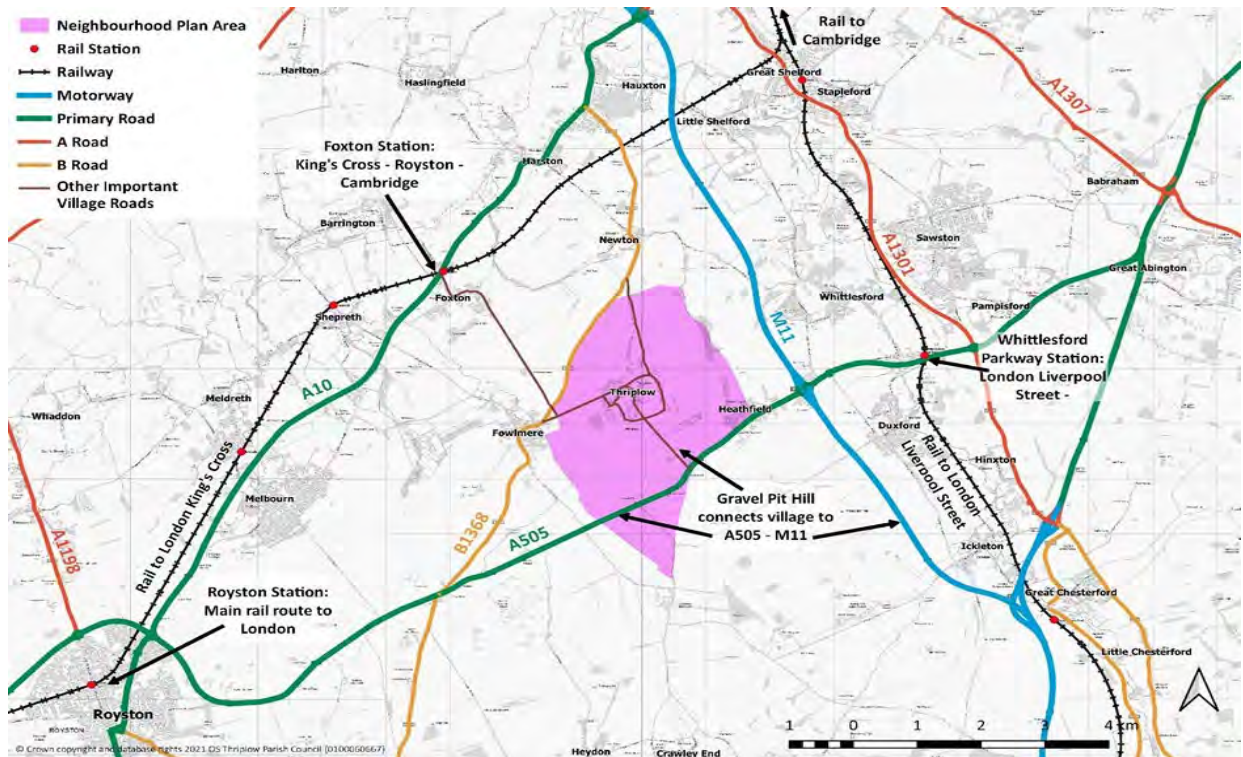 Neighbourhood Plan Area
Rail Station
Railway
Motorway
Primary Road
A Road
B Road
Other Important
Village Roads
Rail to
Cambridge
Harlton
Haslingfield
Hauxton
Great Shelford
Stapleford
Little Shelford
A1307
Foxton Station:
King's Cross - Royston -
Cambridge
Harston
Babraham
Barrington
Newton
Sawston
A1301
Great Abington
Foxton
Whittlesford
Pampisford
Shepreth
M11
Whittlesford
Parkway Station:
London Liverpool
Street -
A10
Meldreth
Thriplow
Whaddon
Heathfield
Fowlmere
Duxford
Rail to London King's Cross
Hinxton
Melbourn
Rail to London
Liverpool Street
Gravel Pit Hill
connects village to
A505 - M11
B1368
A505
A1198
Ickleton
Royston Station:
Main rail route to
London
Great Chesterford
Little Chesterford
Royston
ROYSTON
1 0 1 2 3 4 km
© Crown copyright and database rights 2021 OS Thriplow Parish Council (0100060667)
Heydon
Crawley End